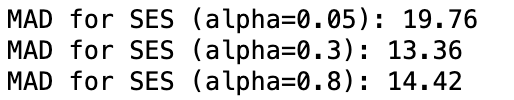 MAD for SES (alpha=0.05): 19.76
MAD for SES (alpha=0.3): 13.36
MAD for SES (alpha=0.8): 14.42